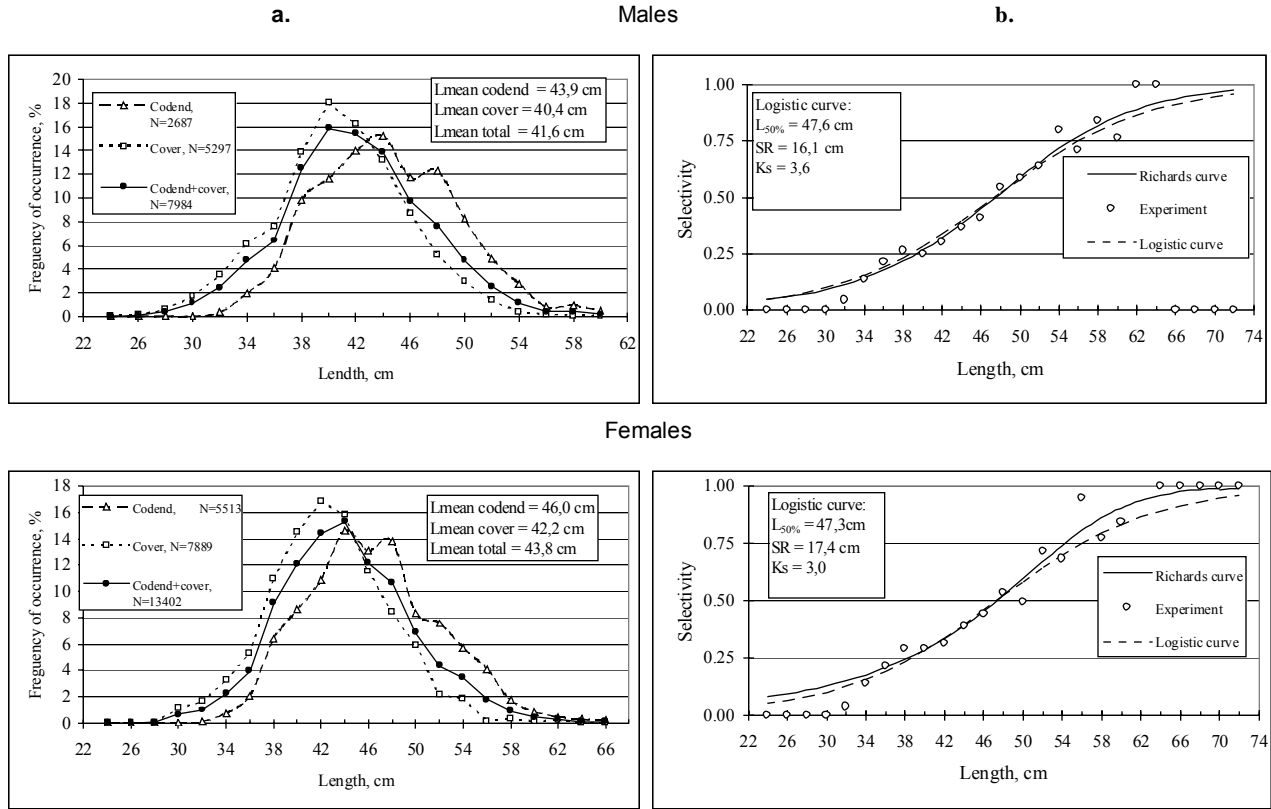 a.
Males
b.
Freguency of occurrence, %
20
18
16
14
12
10
8
6
4
2
0
Codend,
N=2687
Cover, N=5297
Codend+cover,
N=7984
Lmean codend = 43,9 cm
Lmean cover = 40,4 cm
Lmean total = 41,6 cm
22 26 30 34 38 42 46 50 54 58 62
Lendth, cm
Selectivity
1.00
0.75
0.50
0.25
0.00
Logistic curve:
L50% = 47,6 cm
SR = 16,1 cm
Ks = 3,6
Richards curve
Experiment
Logistic curve
22 26 30 34 38 42 46 50 54 58 62 66 70 74
Length, cm
Females
Freguency of occurrence, %
18
16
14
12
10
8
6
4
2
0
Codend, N=5513
Cover, N=7889
Codend+cover,
N=13402
Lmean codend = 46,0 cm
Lmean cover = 42,2 cm
Lmean total = 43,8 cm
22 26 30 34 38 42 46 50 54 58 62 66
Length, cm
Selectivity
1.00
0.75
0.50
0.25
0.00
Logistic curve:
L50% = 47,3cm
SR = 17,4 cm
Ks = 3,0
Richards curve
Experiment
Logistic curve
22 26 30 34 38 42 46 50 54 58 62 66 70 74
Length, cm